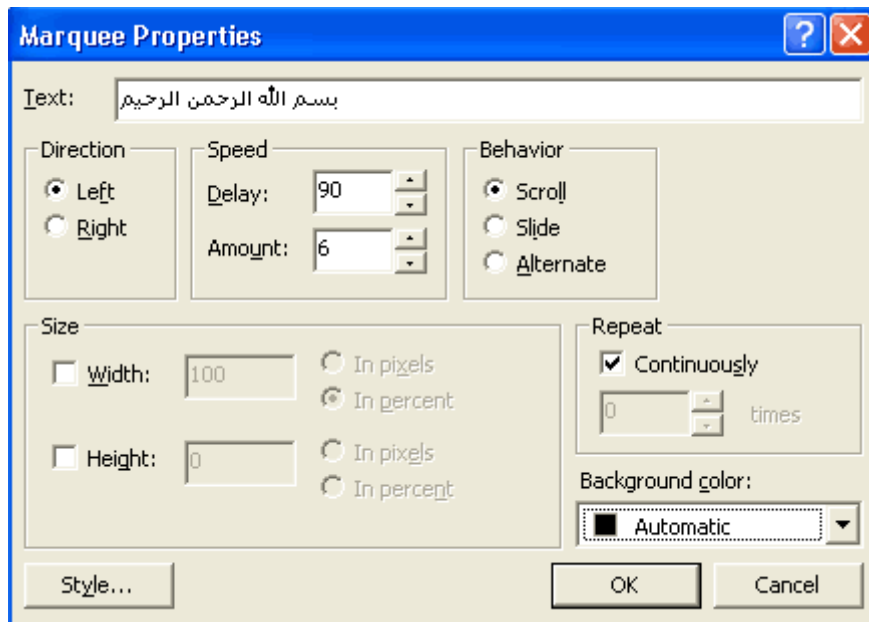 Marquee Properties
Text: بسم الله الرحمن الرحيم
Direction
Left
Right
Speed
Delay: 90
Amount: 6
Behavior
Scroll
Slide
Alternate
Size
Width: 100
In pixels
In percent
Height: 0
In pixels
In percent
Repeat
Continuously
0 times
Background color:
Automatic
Style...
OK
Cancel